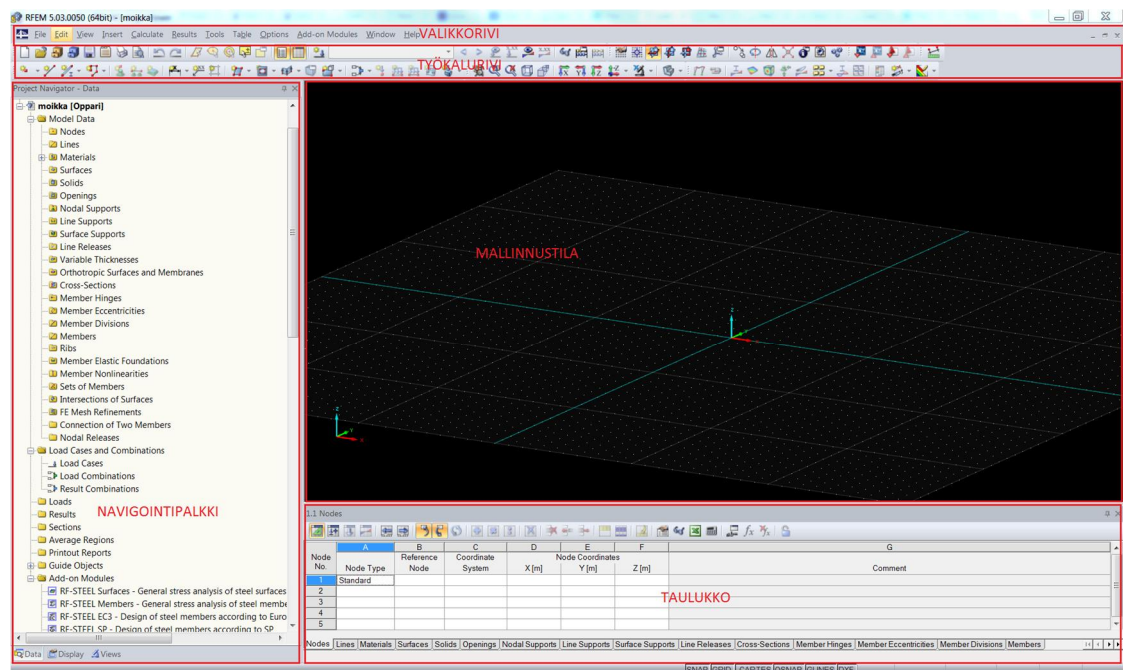 RFEM 5.03.0050 (64bit) - [moikka]
File Edit View Insert Calculate Results Tools Table Options Add-on Modules Window Help
VALIKKORIVI
TYÖKALURIVI
Project Navigator - Data
moikka [Oppari]
Model Data
Nodes
Lines
Materials
Surfaces
Solids
Openings
Nodal Supports
Line Supports
Surface Supports
Line Releases
Variable Thicknesses
Orthotropic Surfaces and Membranes
Cross-Sections
Member Hinges
Member Eccentricities
Member Divisions
Members
Ribs
Member Elastic Foundations
Member Nonlinearities
Sets of Members
Intersections of Surfaces
FE Mesh Refinements
Connection of Two Members
Nodal Releases
Load Cases and Combinations
Load Cases
Load Combinations
Result Combinations
Loads
Results
Sections
Average Regions
Printout Reports
Guide Objects
Add-on Modules
RF-STEEL Surfaces - General stress analysis of steel surfaces
RF-STEEL Members - General stress analysis of steel membe
RF-STEEL EC3 - Design of steel members according to Euro
RF-STEEL SP - Design of steel members according to SP
NAVIGOINTIPALKKI
Data Display Views
MALLINNUSTILA
1.1 Nodes
A B C D E F G
Node Reference Coordinate Node Coordinates
No. Node Type Node System X [m] Y [m] Z [m] Comment
1 Standard
2
3
TAULUKKO
4
5
Nodes Lines Materials Surfaces Solids Openings Nodal Supports Line Supports Surface Supports Line Releases Cross-Sections Member Hinges Member Eccentricities Member Divisions Members
SNAP GRID CARTES OSNAP GLINES DXF